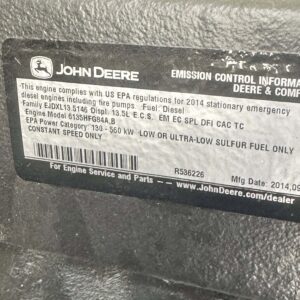 JOHN DEERE
EMISSION CONTROL INFORMA
DEERE & COMP
This engine complies with US EPA regulations for 2014 stationary emergency
diesel engines including fire pumps. Fuel: Diesel
Family EJDXL13.5146 Displ. 13.5L E.C.S. EM EC SPL DFI CAC TC
Engine Model 6135HFG84A,B
EPA Power Category: 130 - 560 kW LOW OR ULTRA-LOW SULFUR FUEL ONLY
CONSTANT SPEED ONLY
R536226
Mfg Date 2014,09
For Engine Service and Parts -- www.JohnDeere.com/dealer